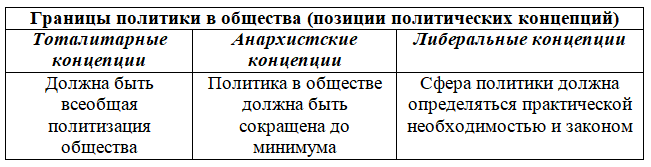 Границы политики в общества (позиции политических концепций)
Тоталитарные концепции
Анархистские концепции
Либеральные концепции
Должна быть
всеобщая
политизация
общества
Политика в обществе
должна быть
сокращена до
минимума
Сфера политики должна
определяться практической
необходимостью и законом